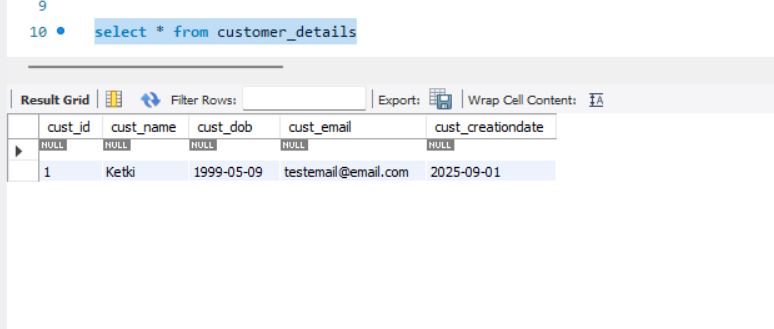 9
10 select * from customer_details
Result Grid Filter Rows: Export: Wrap Cell Content: IA
cust_id cust_name cust_dob cust_email cust_creationdate
NULL NULL NULL NULL NULL
1 Ketki 1999-05-09 testemail@email.com 2025-09-01